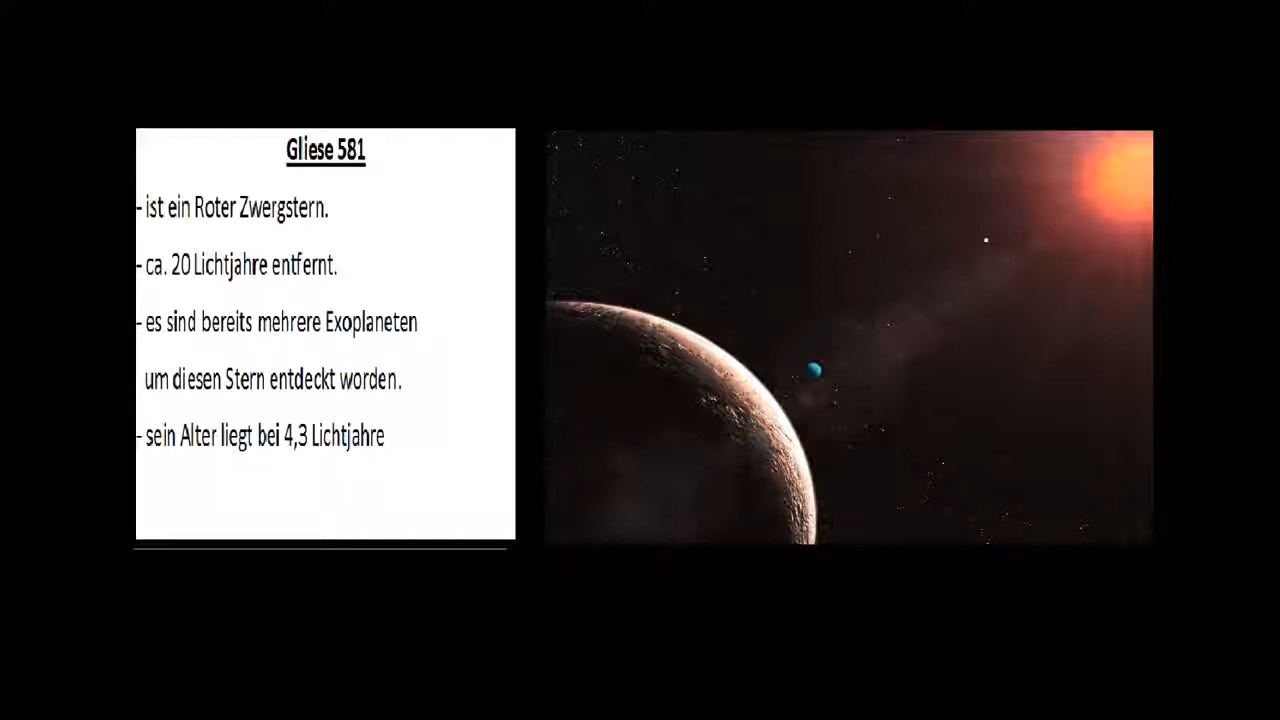 Gliese 581
- ist ein Roter Zwergstern.
- ca. 20 Lichtjahre entfernt.
- es sind bereits mehrere Exoplaneten
um diesen Stern entdeckt worden.
- sein Alter liegt bei 4,3 Lichtjahre